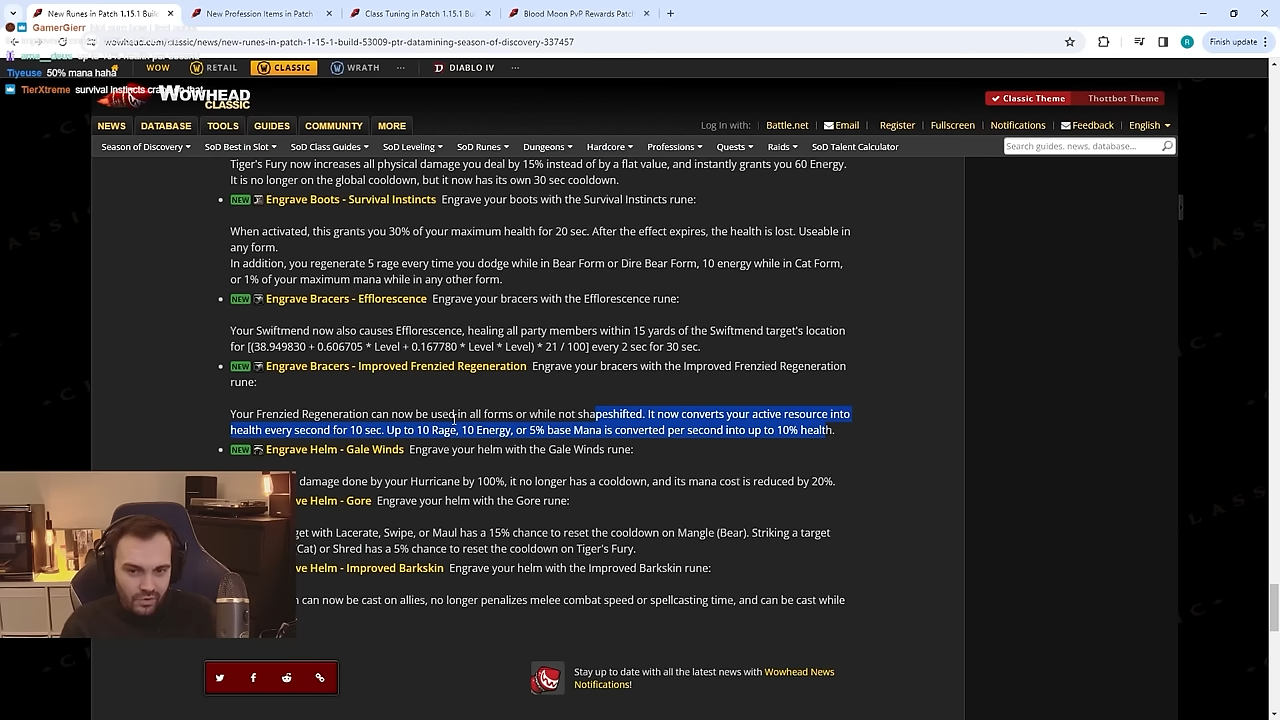 New Runes in Patch 1.15.1 Buil
New Profession Items in Patch
Class Tuning in Patch 1.15.1
Blood Moon PvP Rewards Patc
GamerGierr
wowhead.com/classic/news/new-runes-in-patch-1-15-1-build-53009-ptr-datamining-season-of-discovery-337457
R
Finish update
Tiyeuse 50% mana haha
WOW
RETAIL
CLASSIC
WRATH
DIABLO IV
TierXtreme survival instincts
WOWHEAD
CLASSIC
Classic Theme
Thottbot Theme
NEWS
DATABASE
TOOLS
GUIDES
COMMUNITY
MORE
Log In with:
Battle.net
Email
Register
Fullscreen
Notifications
Feedback
English
Season of Discovery
SoD Best in Slot
SoD Class Guides
SoD Leveling
SoD Runes
Dungeons
Hardcore
Professions
Quests
Raids
SoD Talent Calculator
Search guides, news, database...
Tiger's Fury now increases all physical damage you deal by 15% instead of by a flat value, and instantly grants you 60 Energy.
It is no longer on the global cooldown, but it now has its own 30 sec cooldown.
NEW Engrave Boots - Survival Instincts Engrave your boots with the Survival Instincts rune:
When activated, this grants you 30% of your maximum health for 20 sec. After the effect expires, the health is lost. Useable in
any form.
In addition, you regenerate 5 rage every time you dodge while in Bear Form or Dire Bear Form, 10 energy while in Cat Form,
or 1% of your maximum mana while in any other form.
NEW Engrave Bracers - Efflorescence Engrave your bracers with the Efflorescence rune:
Your Swiftmend now also causes Efflorescence, healing all party members within 15 yards of the Swiftmend target's location
for [(38.949830 + 0.606705 * Level + 0.167780 * Level * Level) * 21 / 100] every 2 sec for 30 sec.
NEW Engrave Bracers - Improved Frenzied Regeneration Engrave your bracers with the Improved Frenzied Regeneration
rune:
Your Frenzied Regeneration can now be used in all forms or while not shapeshifted. It now converts your active resource into
health every second for 10 sec. Up to 10 Rage, 10 Energy, or 5% base Mana is converted per second into up to 10% health.
NEW Engrave Helm - Gale Winds Engrave your helm with the Gale Winds rune:
damage done by your Hurricane by 100%, it no longer has a cooldown, and its mana cost is reduced by 20%.
ve Helm - Gore Engrave your helm with the Gore rune:
get with Lacerate, Swipe, or Maul has a 15% chance to reset the cooldown on Mangle (Bear). Striking a target
Cat) or Shred has a 5% chance to reset the cooldown on Tiger's Fury.
ve Helm - Improved Barkskin Engrave your helm with the Improved Barkskin rune:
can now be cast on allies, no longer penalizes melee combat speed or spellcasting time, and can be cast while
Stay up to date with all the latest news with Wowhead News
Notifications!